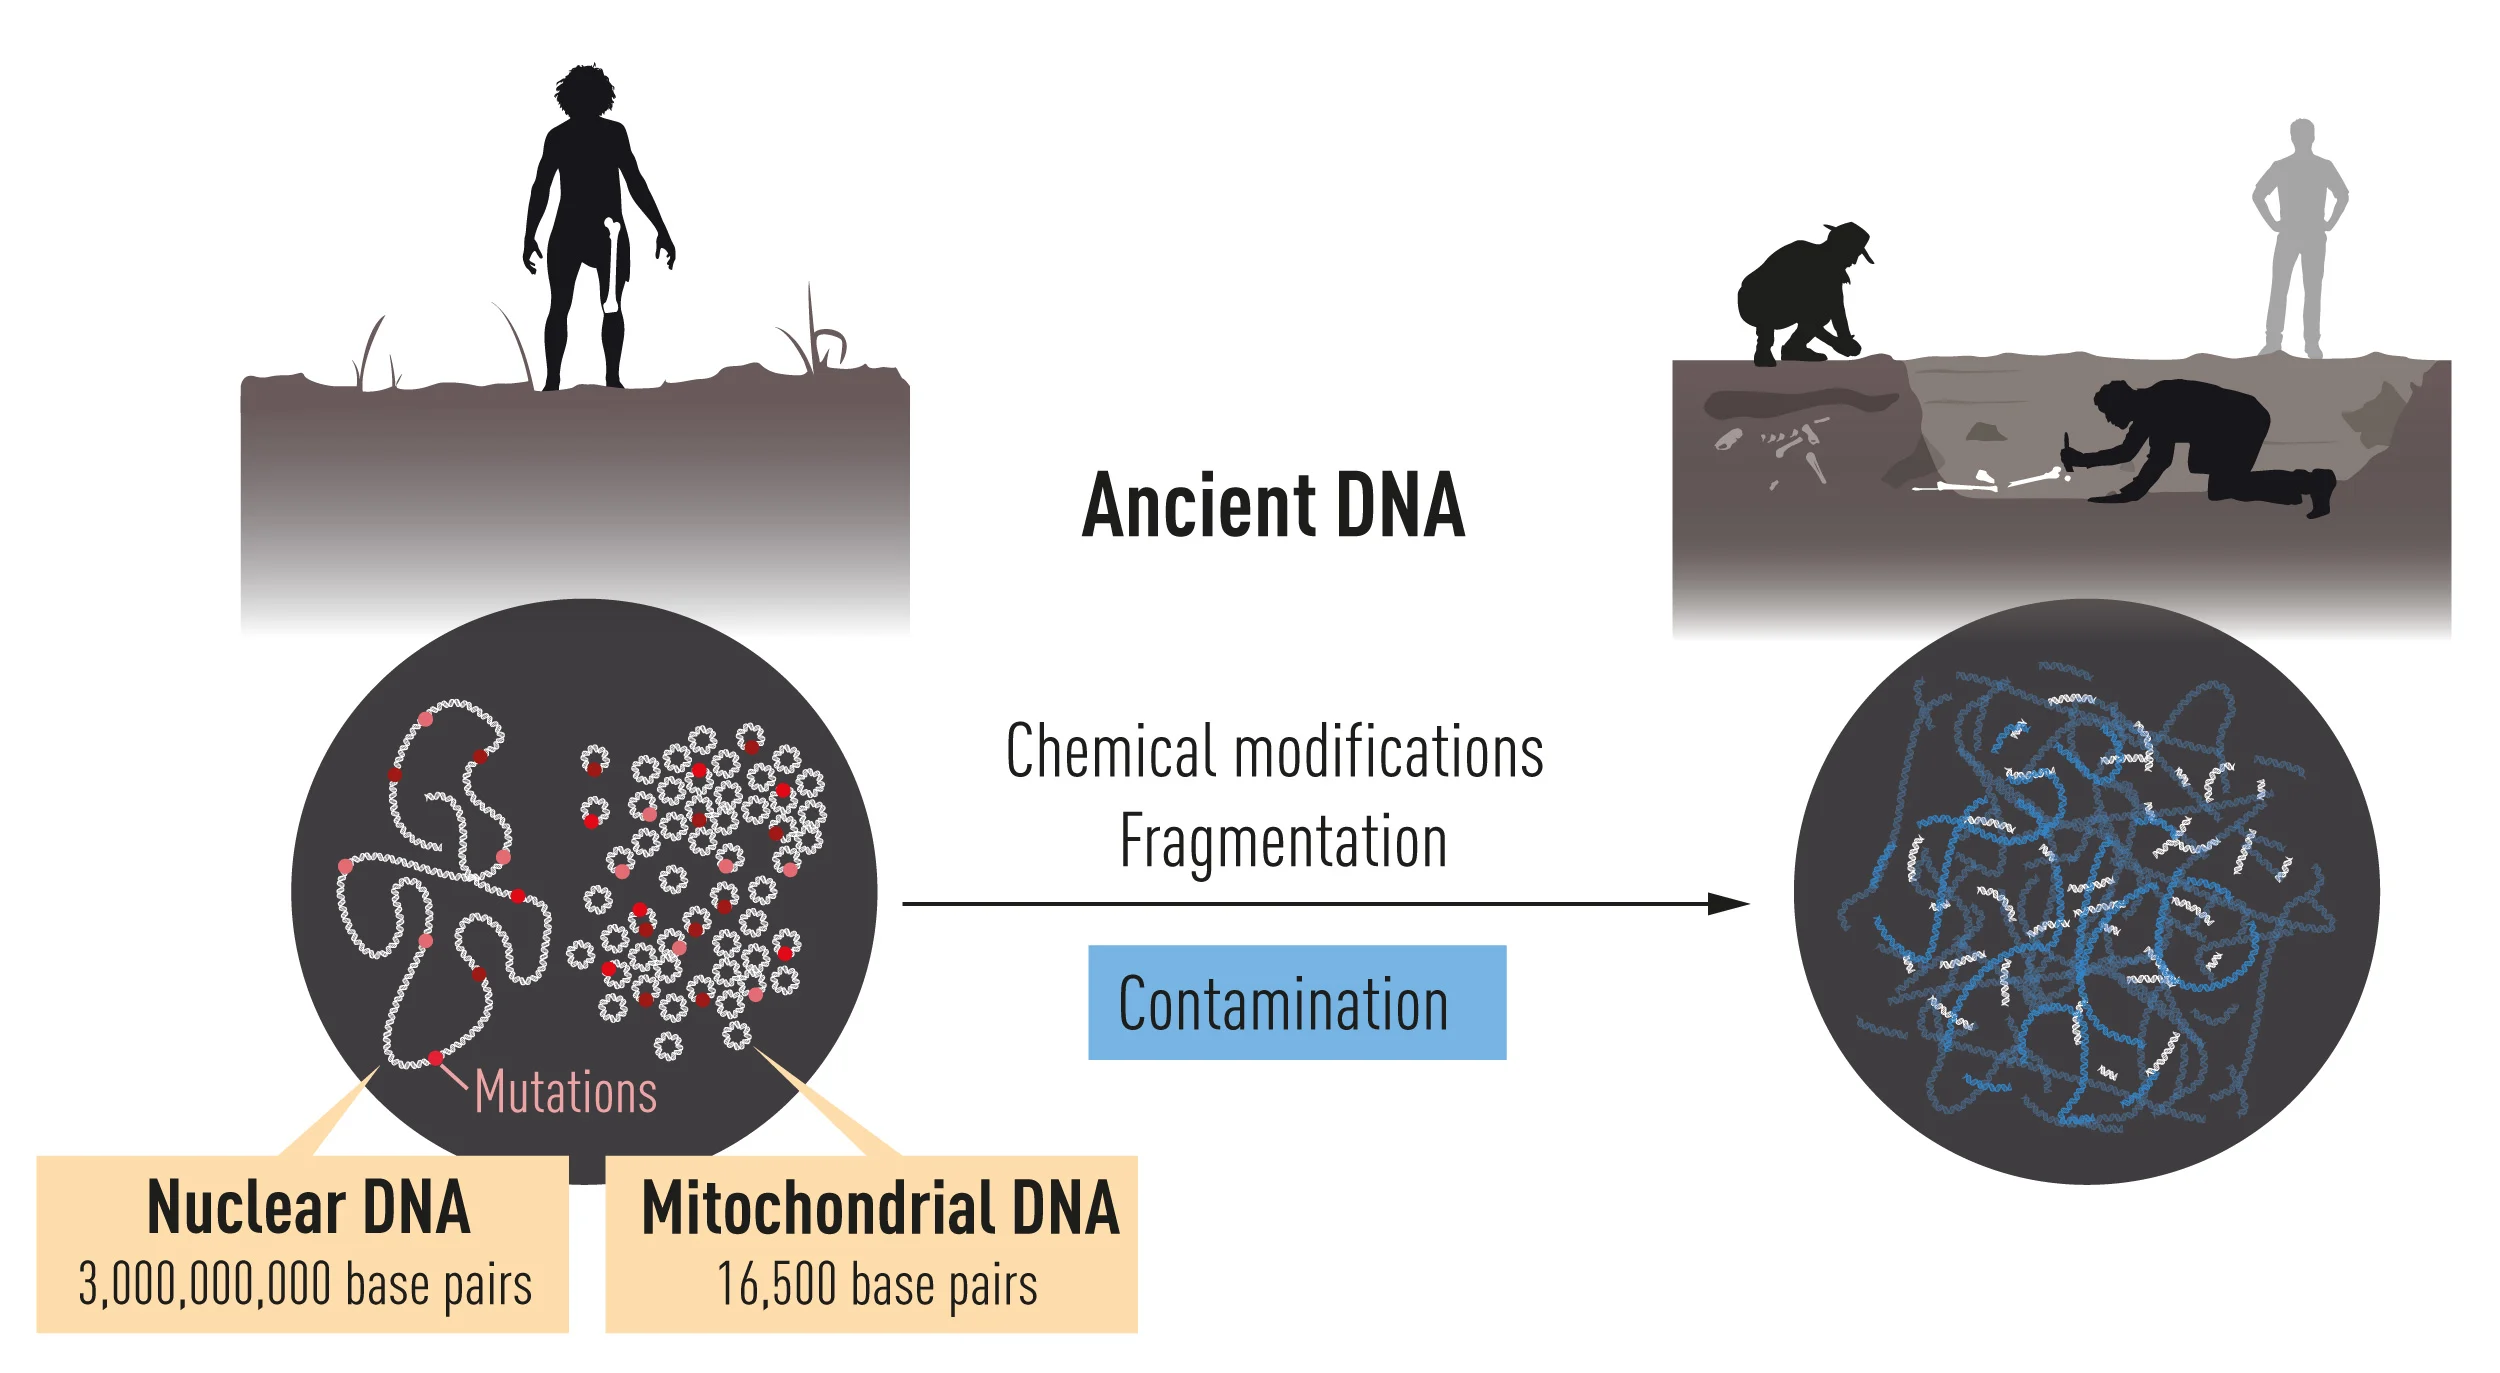 Ancient DNA
Chemical modifications
Fragmentation
Contamination
Mutations
Nuclear DNA
3,000,000,000 base pairs
Mitochondrial DNA
16,500 base pairs